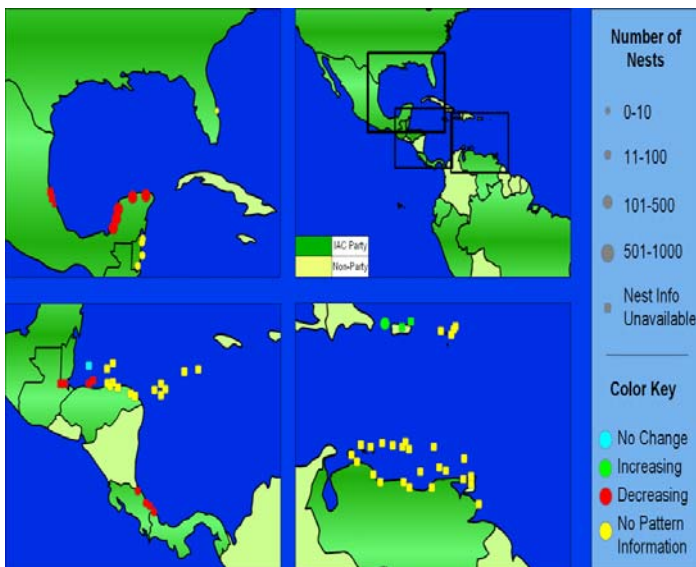 IAC Party
Non-Party
Number of
Nests
0-10
11-100
101-500
501-1000
Nest Info
Unavailable
Color Key
No Change
Increasing
Decreasing
No Pattern
Information